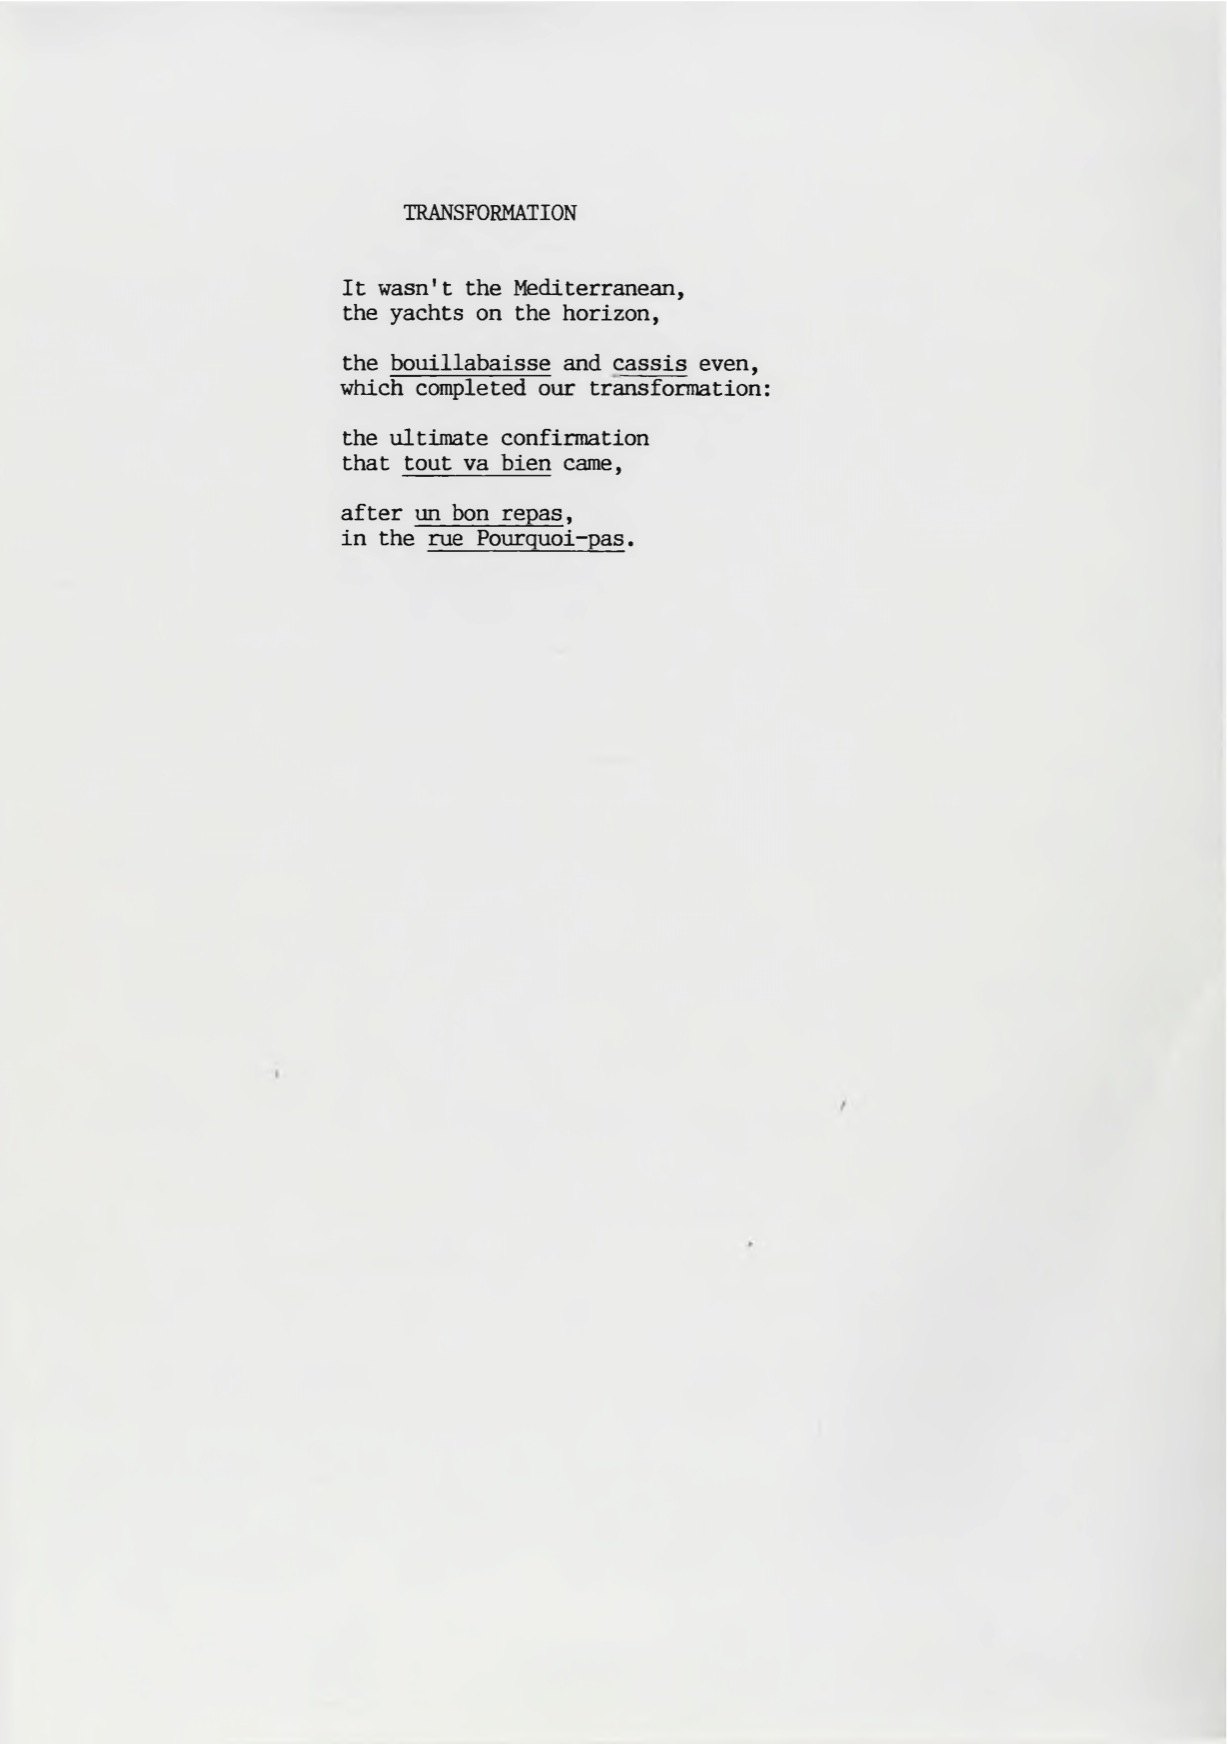 TRANSFORMATION
It wasn't the Mediterranean,
the yachts on the horizon,
the bouillabaisse and cassis even,
which completed our transformation:
the ultimate confirmation
that tout va bien came,
after un bon repas,
in the rue Pourquoi-pas.